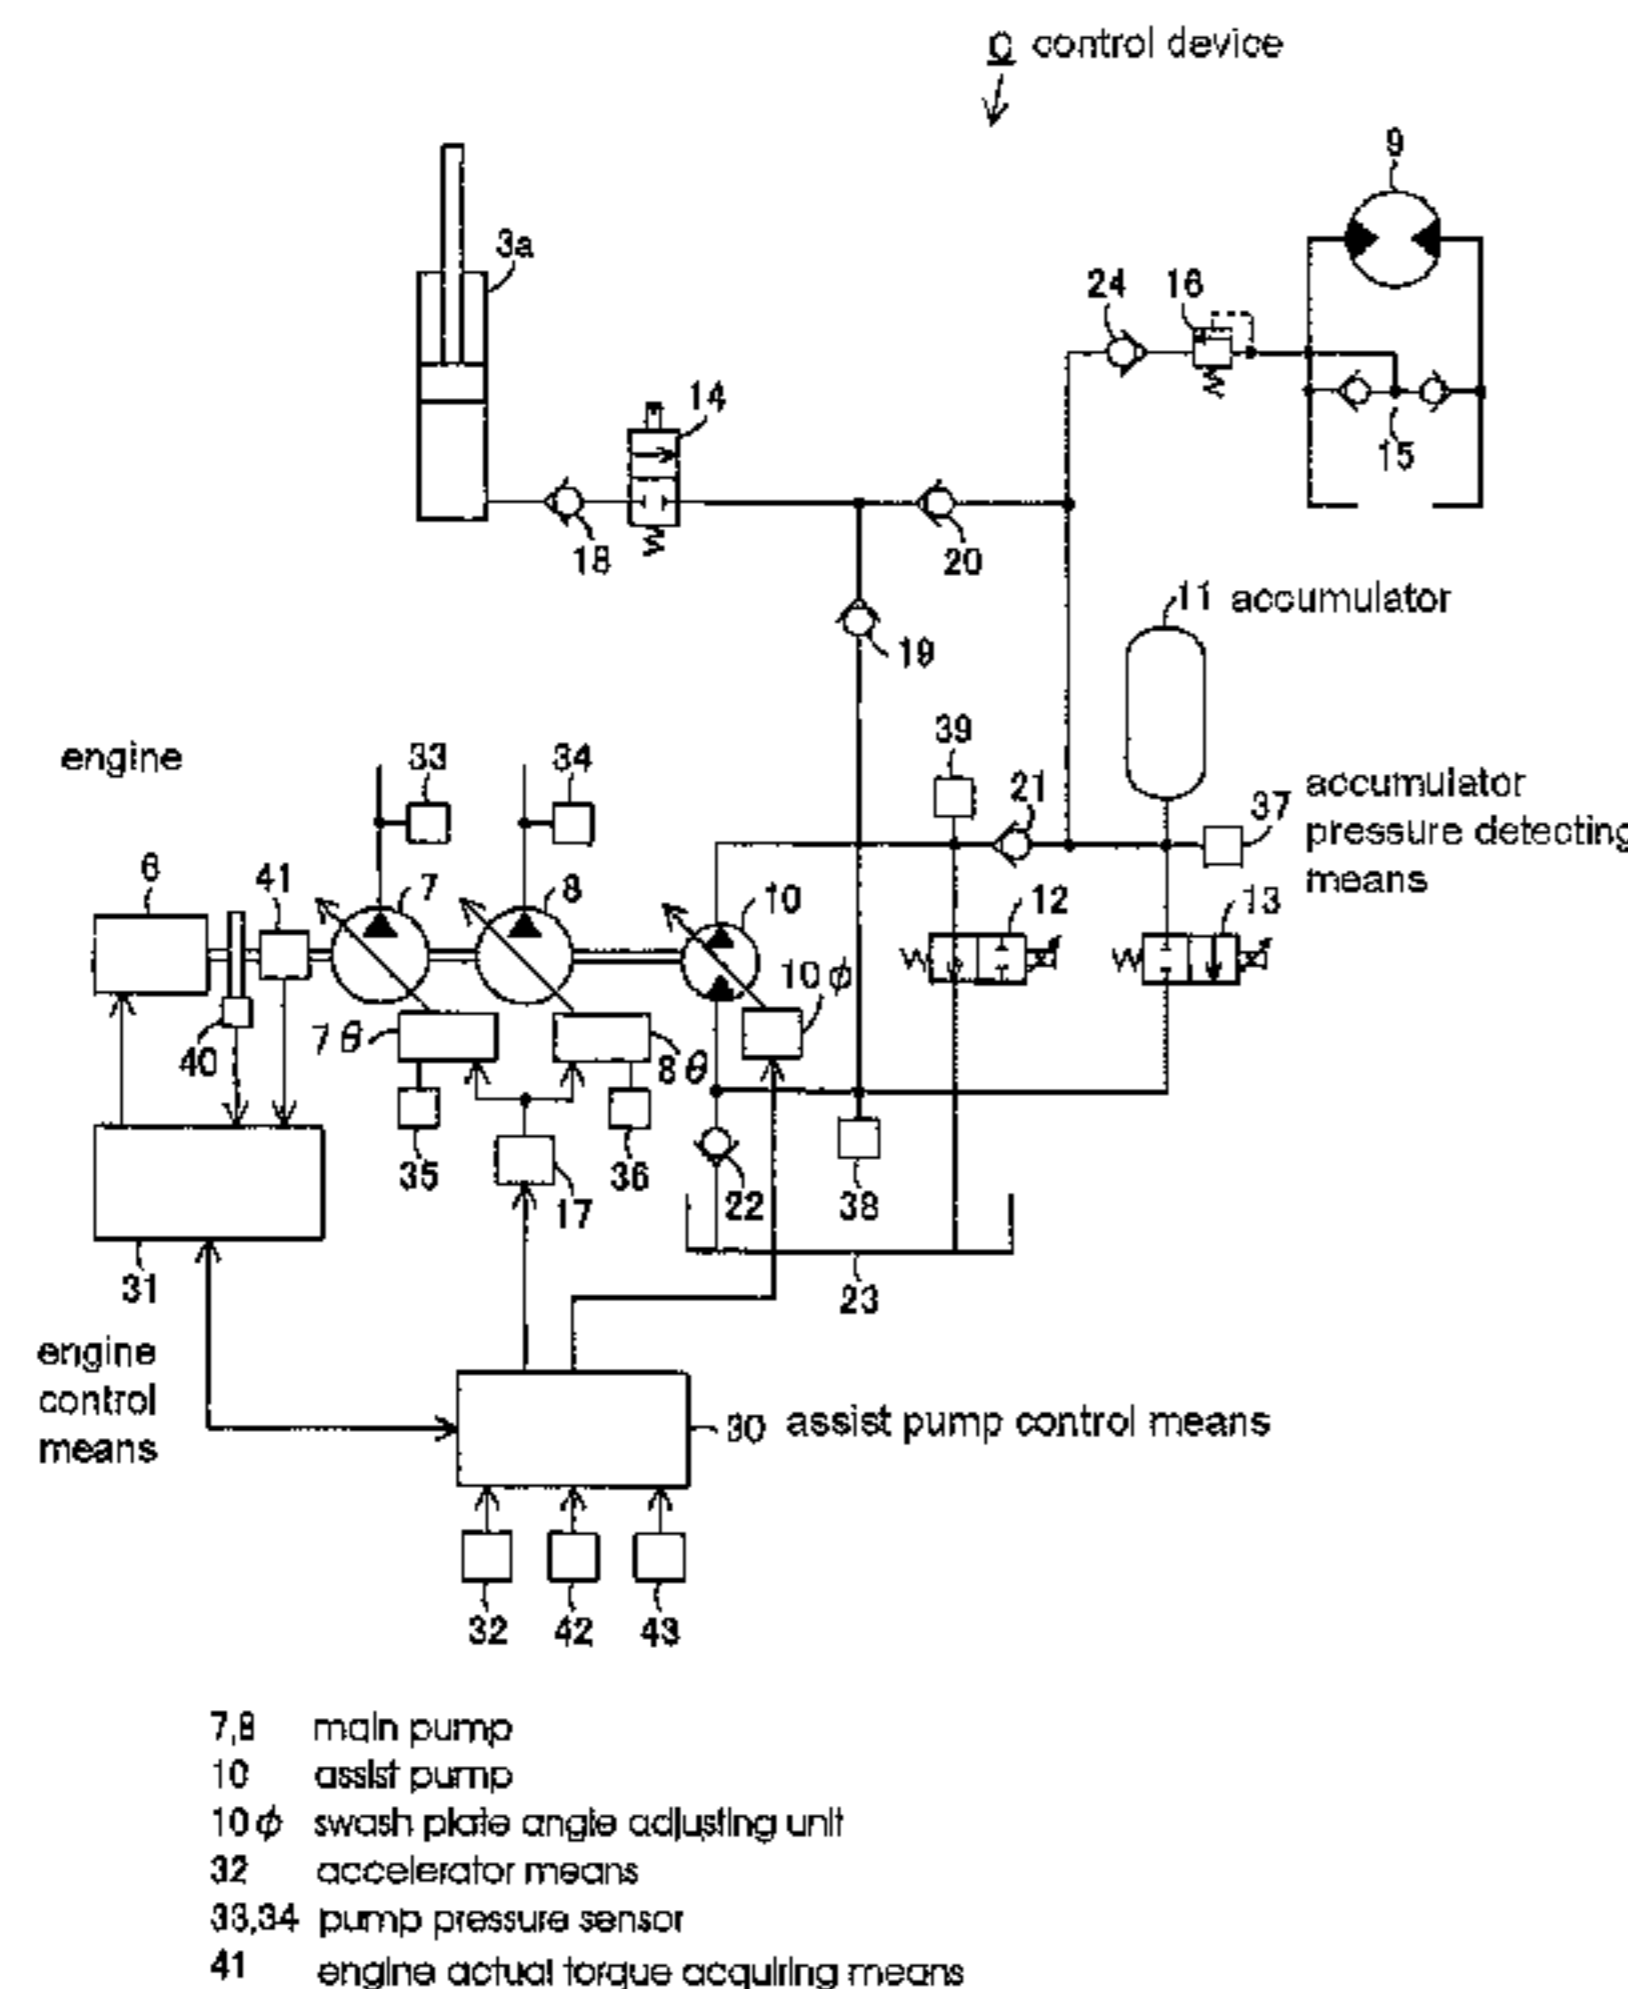 C control device
9
3a
24 16
14
15
18
20
11 accumulator
19
39
engine
33
34
21
accumulator
pressure detecting
means
37
6
41
7
8
10
12
13
10φ
7θ
8θ
40
35
36
17
22
38
31
23
engine
control
means
30 assist pump control means
32 42 43
7,8 main pump
10 assist pump
10φ swash plate angle adjusting unit
32 accelerator means
33,34 pump pressure sensor
41 engine actual torque acquiring means